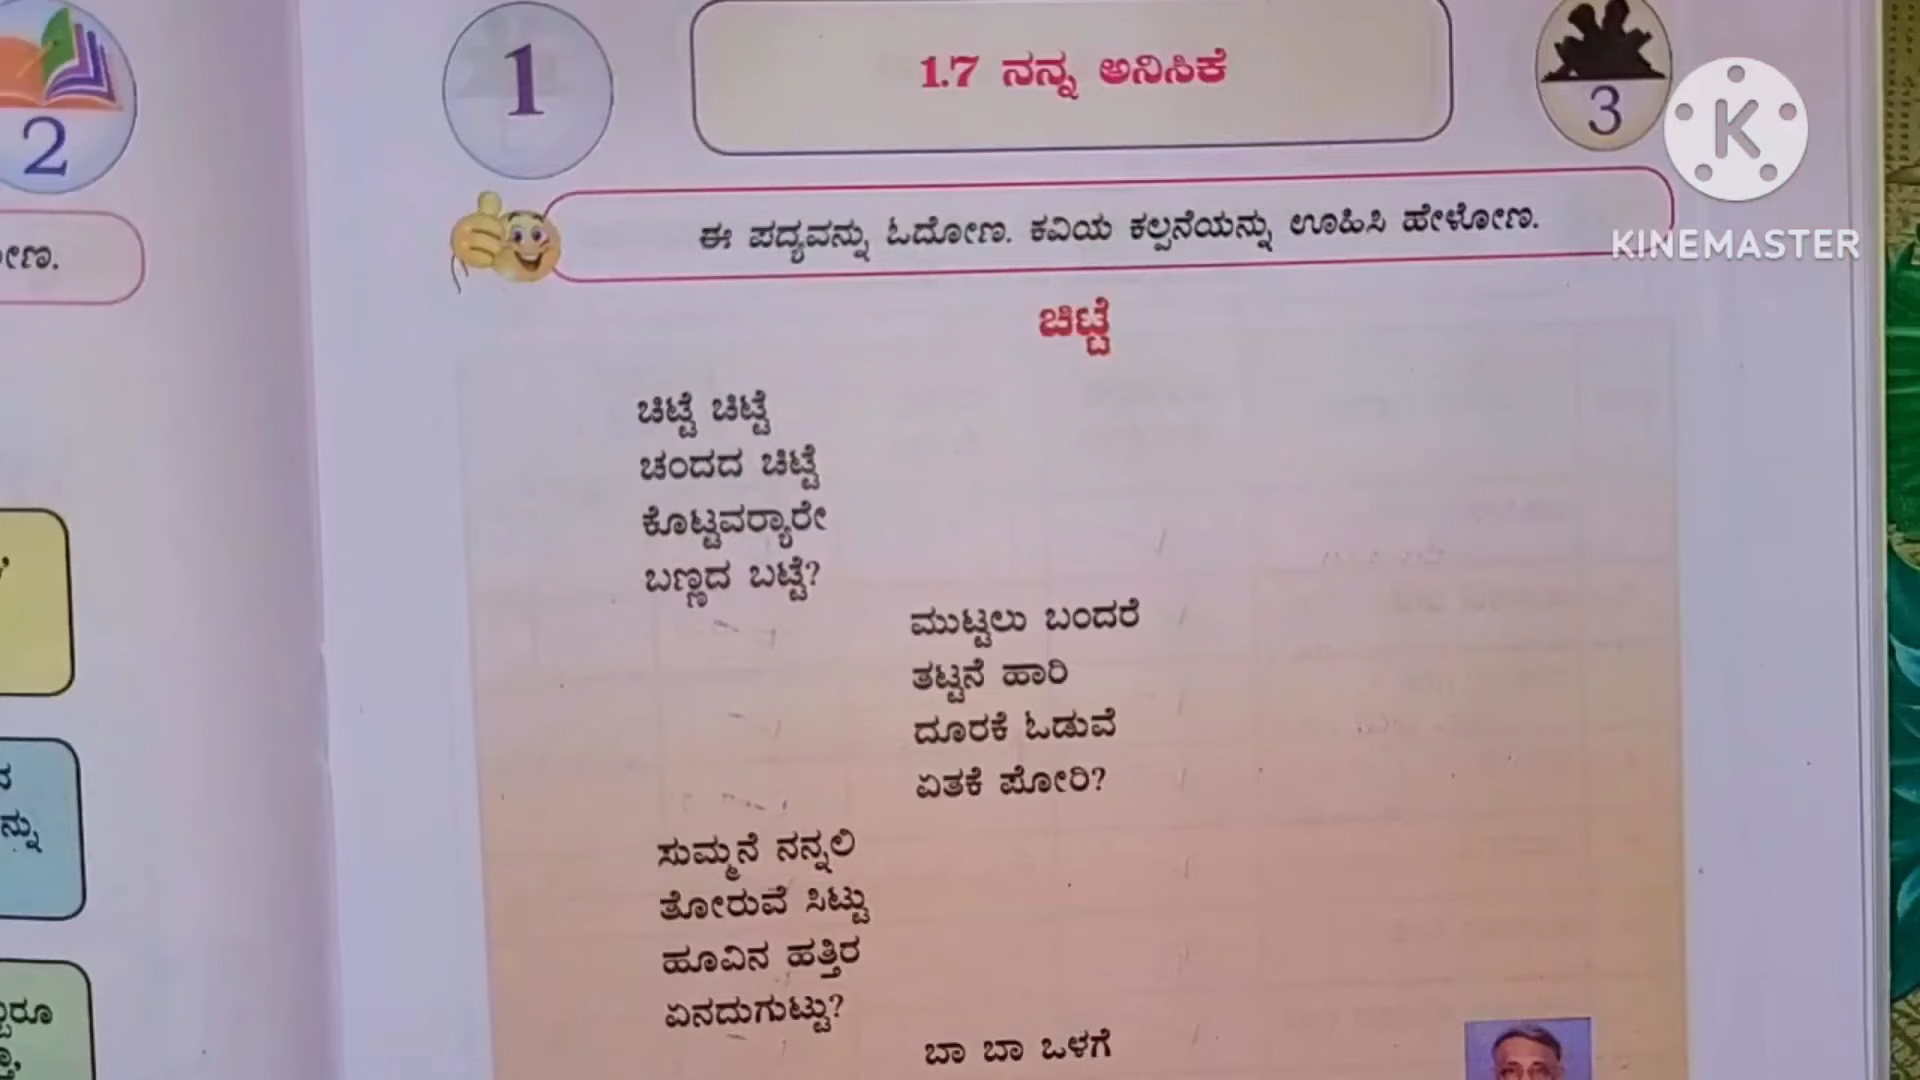 2
1
1.7 ನನ್ನ ಅನಿಸಿಕೆ
3
K
KINEMASTER
ಈ ಪದ್ಯವನ್ನು ಓದೋಣ. ಕವಿಯ ಕಲ್ಪನೆಯನ್ನು ಊಹಿಸಿ ಹೇಳೋಣ.
ಚಿಟ್ಟೆ
ಚಿಟ್ಟೆ ಚಿಟ್ಟೆ
ಚಂದದ ಚಿಟ್ಟೆ
ಕೊಟ್ಟವರ‍್ಯಾರೇ
ಬಣ್ಣದ ಬಟ್ಟೆ?
ಮುಟ್ಟಲು ಬಂದರೆ
ತಟ್ಟನೆ ಹಾರಿ
ದೂರಕೆ ಓಡುವೆ
ಏತಕೆ ಪೋರಿ?
ಸುಮ್ಮನೆ ನನ್ನಲಿ
ತೋರುವೆ ಸಿಟ್ಟು
ಹೂವಿನ ಹತ್ತಿರ
ಏನದುಗುಟ್ಟು?
ಬಾ ಬಾ ಒಳಗೆ